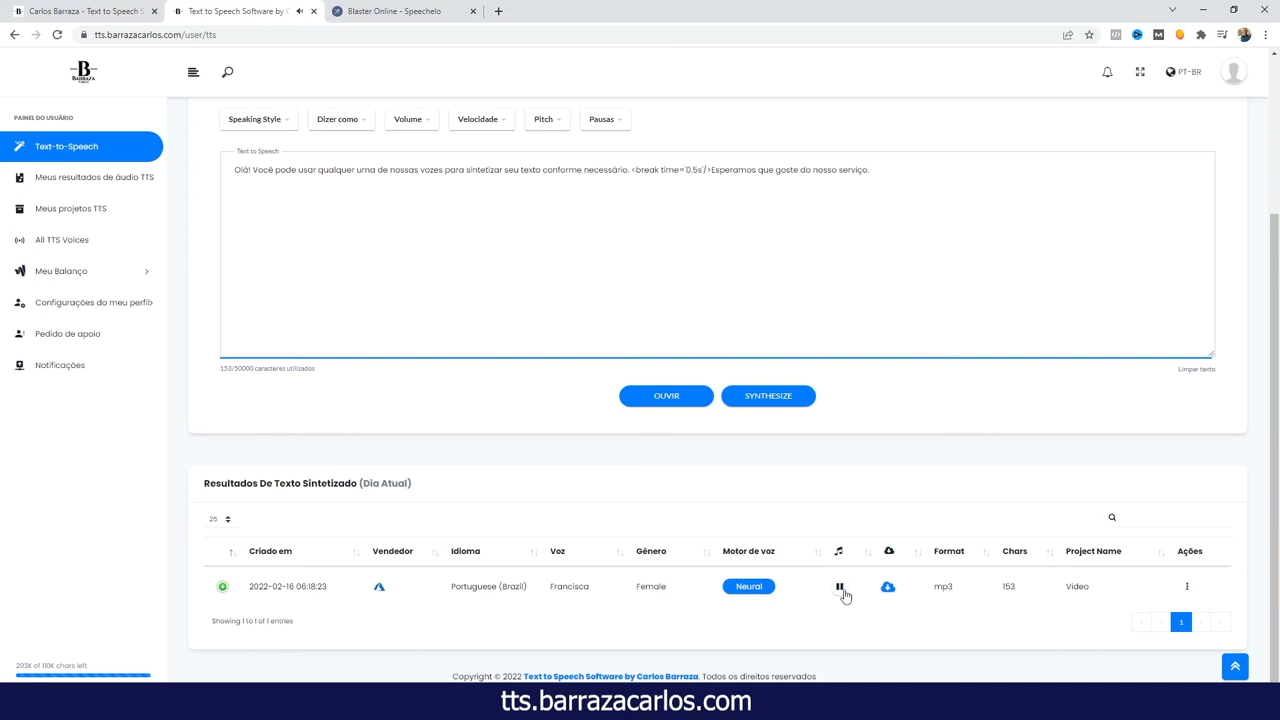 Carlos Barraza - Text to Speech S
Text to Speech Software by C
Blaster Online - Speechelo
tts.barrazacarlos.com/user/tts
B
BARRAZA
PT-BR
PAINEL DO USUÁRIO
Text-to-Speech
Meus resultados de áudio TTS
Meus projetos TTS
All TTS Voices
Meu Balanço
Configurações do meu perfil
Pedido de apoio
Notificações
203K of 110K chars left
Speaking Style
Dizer como
Volume
Velocidade
Pitch
Pausas
Text to Speech
Olá! Você pode usar qualquer uma de nossas vozes para sintetizar seu texto conforme necessário. <break time='0.5s'/>Esperamos que goste do nosso serviço.
153/50000 caracteres utilizados
Limpar texto
OUVIR
SYNTHESIZE
Resultados De Texto Sintetizado (Dia Atual)
25
Criado em Vendedor Idioma Voz Gênero Motor de voz Format Chars Project Name Ações
2022-02-16 06:18:23 Portuguese (Brazil) Francisca Female Neural mp3 153 Video
Showing 1 to 1 of 1 entries
1
Copyright © 2022 Text to Speech Software by Carlos Barraza. Todos os direitos reservados
tts.barrazacarlos.com